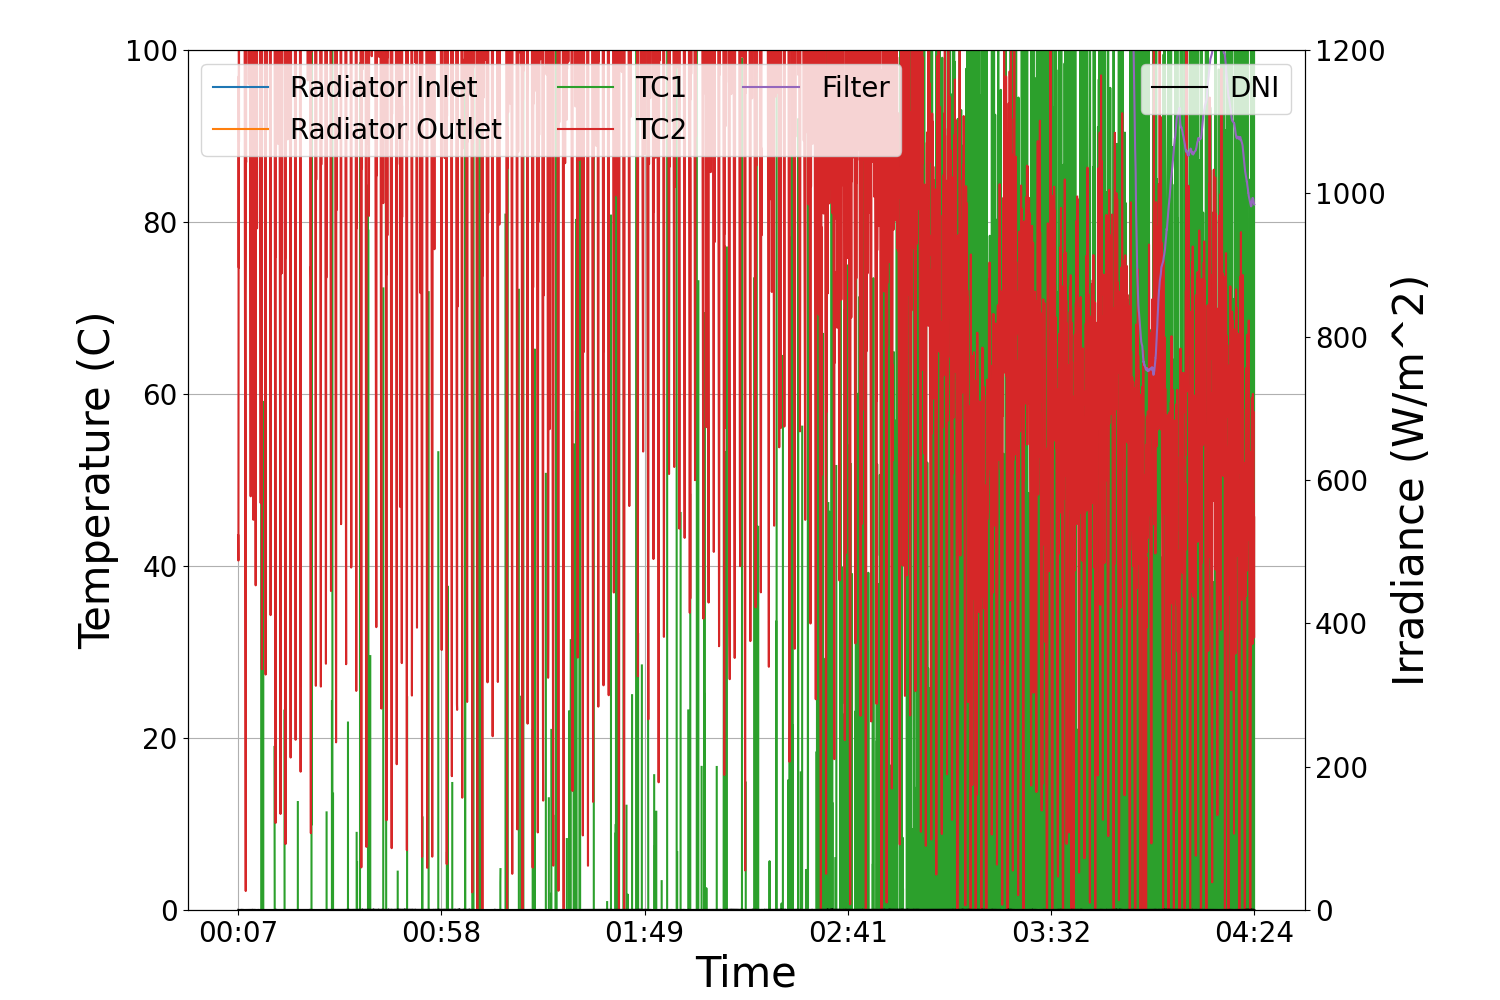 Radiator Inlet
Radiator Outlet
TC1
TC2
Filter
DNI
Temperature (C)
100
80
60
40
20
0
Irradiance (W/m^2)
1200
1000
800
600
400
200
0
00:07 00:58 01:49 02:41 03:32 04:24
Time